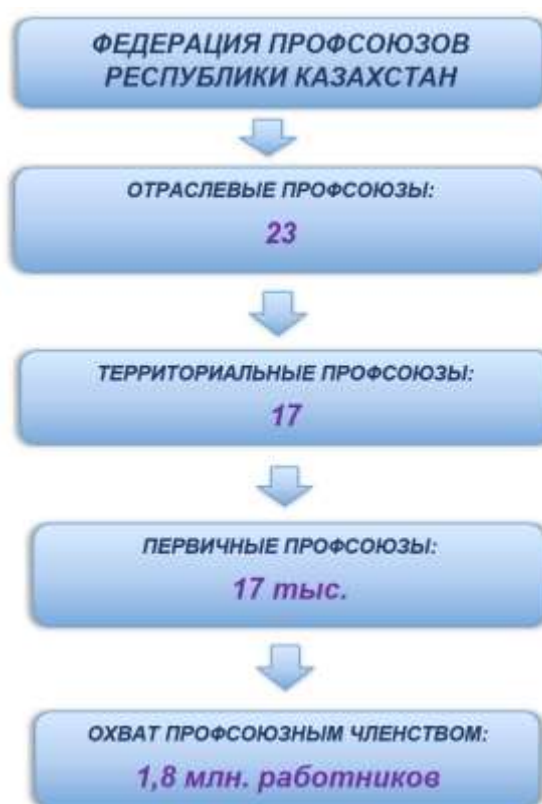 ФЕДЕРАЦИЯ ПРОФСОЮЗОВ
РЕСПУБЛИКИ КАЗАХСТАН
ОТРАСЛЕВЫЕ ПРОФСОЮЗЫ:
23
ТЕРРИТОРИАЛЬНЫЕ ПРОФСОЮЗЫ:
17
ПЕРВИЧНЫЕ ПРОФСОЮЗЫ:
17 тыс.
ОХВАТ ПРОФСОЮЗНЫМ ЧЛЕНСТВОМ:
1,8 млн. работников